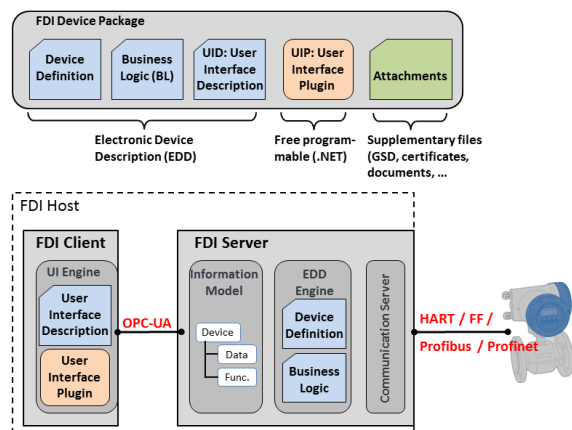 FDI Device Package
Device
Definition
Business
Logic (BL)
UID: User
Interface
Description
UIP: User
Interface
Plugin
Attachments
Electronic Device
Description (EDD)
Free program-
mable (.NET)
Supplementary files
(GSD, certificates,
documents, ...
FDI Host
FDI Client
UI Engine
User
Interface
Description
User
Interface
Plugin
OPC-UA
FDI Server
Information
Model
Device
Data
Func.
EDD
Engine
Device
Definition
Business
Logic
Communication Server
HART / FF /
Profibus / Profinet